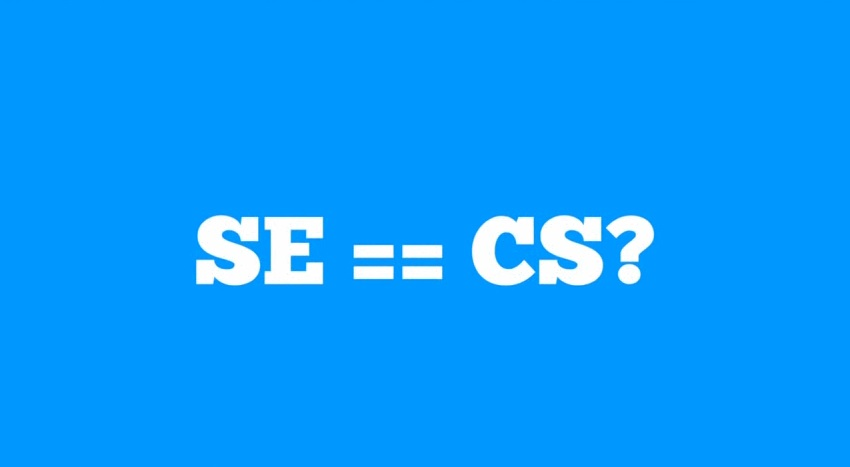 SE == CS?